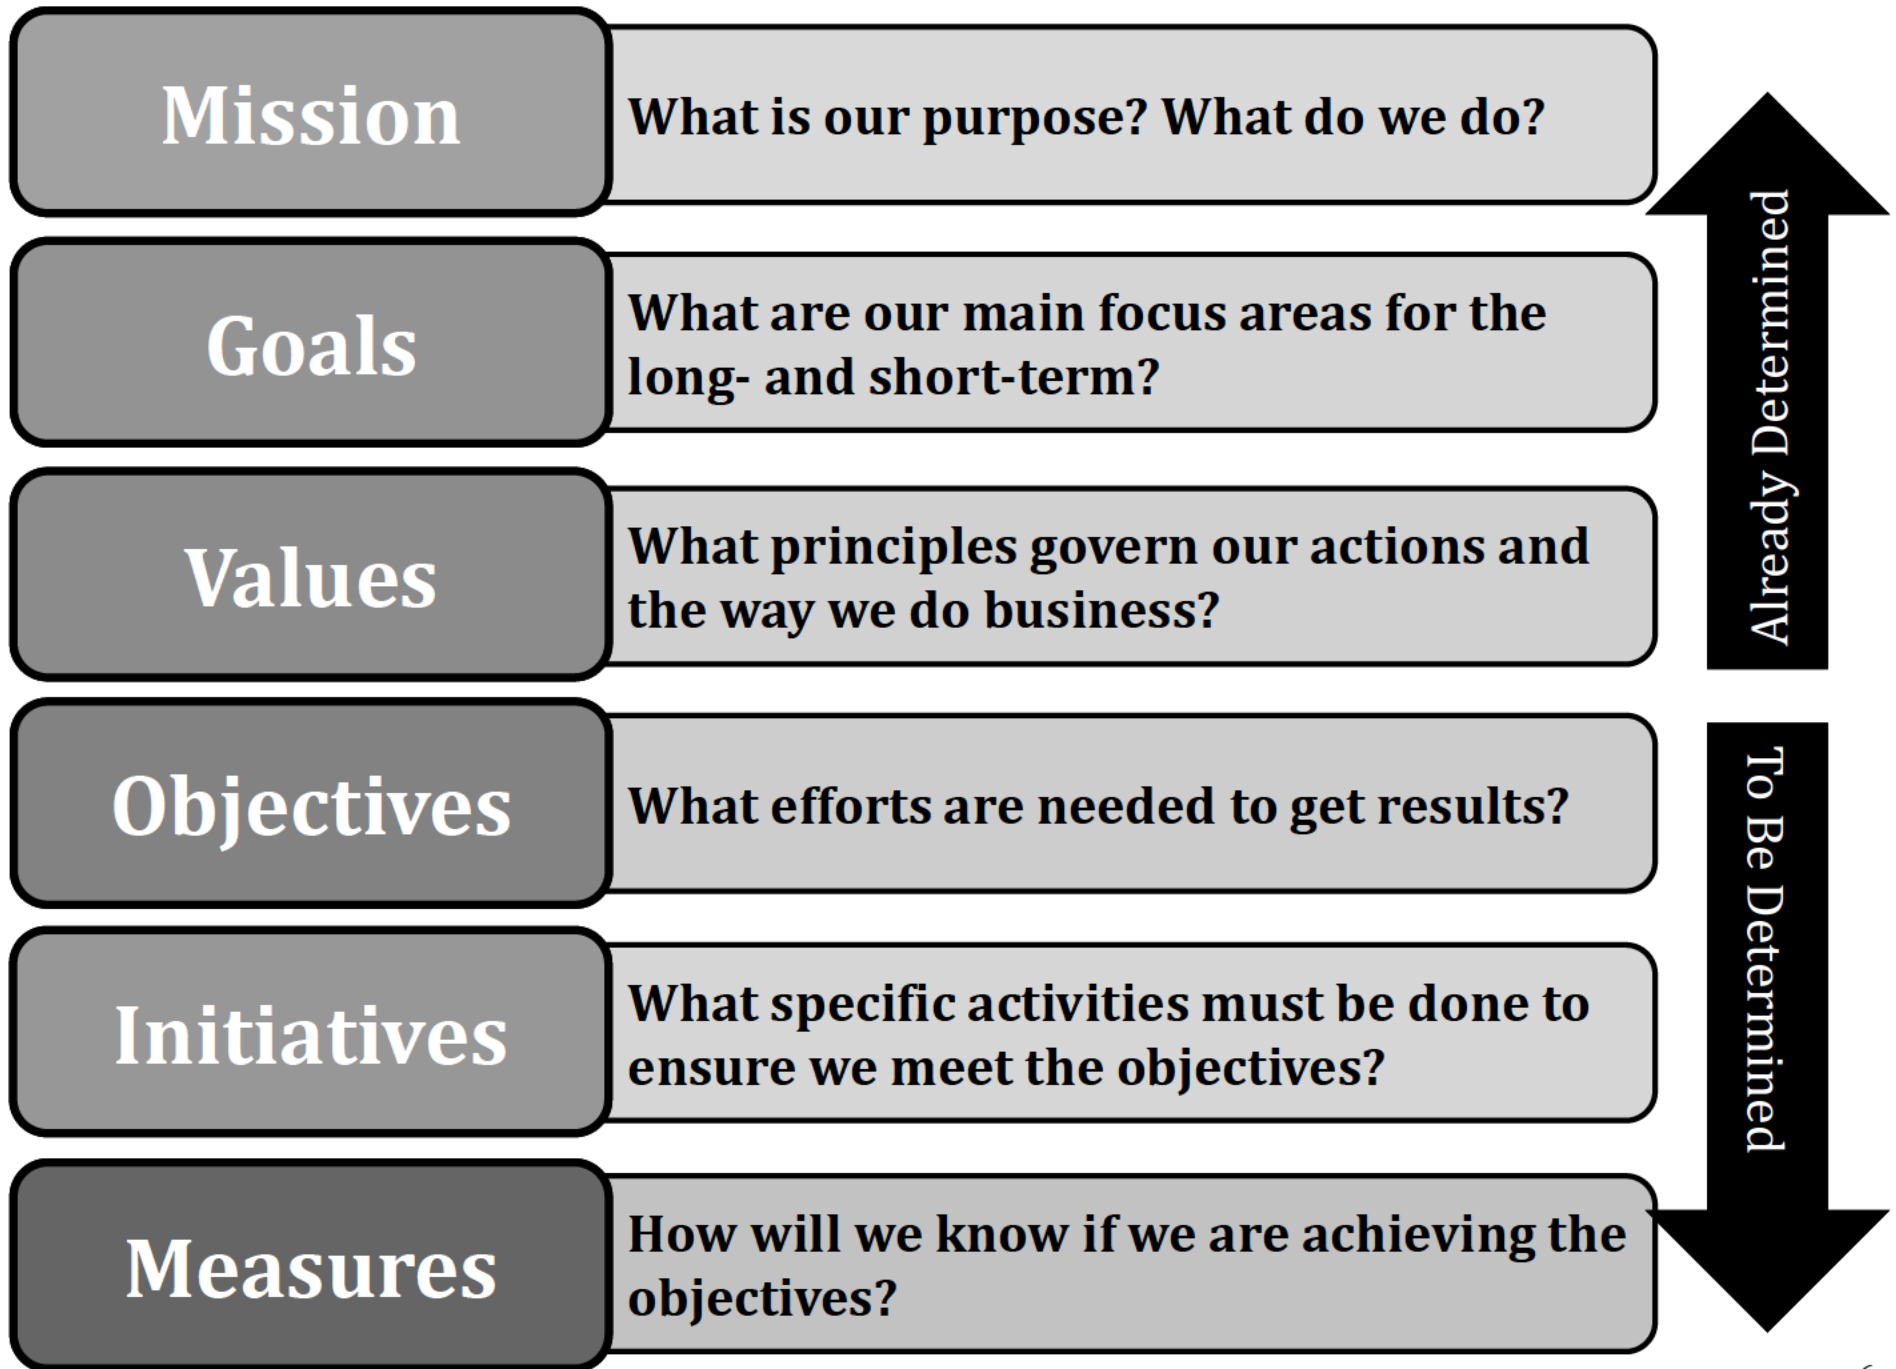 Mission
What is our purpose? What do we do?
Goals
What are our main focus areas for the
long- and short-term?
Values
What principles govern our actions and
the way we do business?
Already Determined
Objectives
What efforts are needed to get results?
Initiatives
What specific activities must be done to
ensure we meet the objectives?
Measures
How will we know if we are achieving the
objectives?
To Be Determined